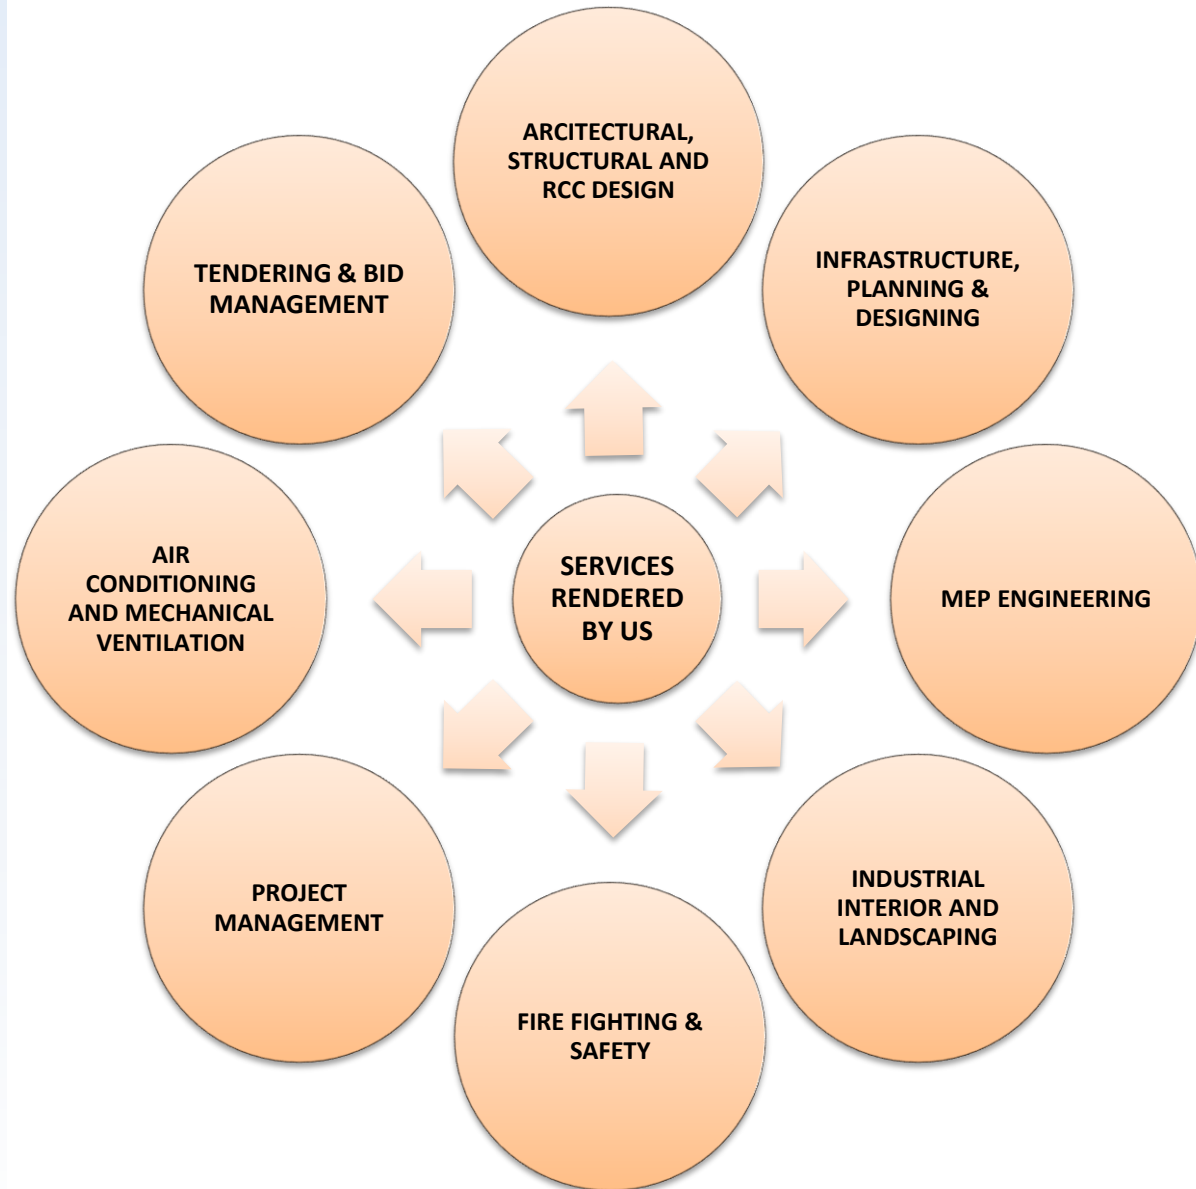 ARCITECTURAL,
STRUCTURAL AND
RCC DESIGN
INFRASTRUCTURE,
PLANNING &
DESIGNING
MEP ENGINEERING
INDUSTRIAL
INTERIOR AND
LANDSCAPING
FIRE FIGHTING &
SAFETY
PROJECT
MANAGEMENT
AIR
CONDITIONING
AND MECHANICAL
VENTILATION
TENDERING & BID
MANAGEMENT
SERVICES
RENDERED
BY US